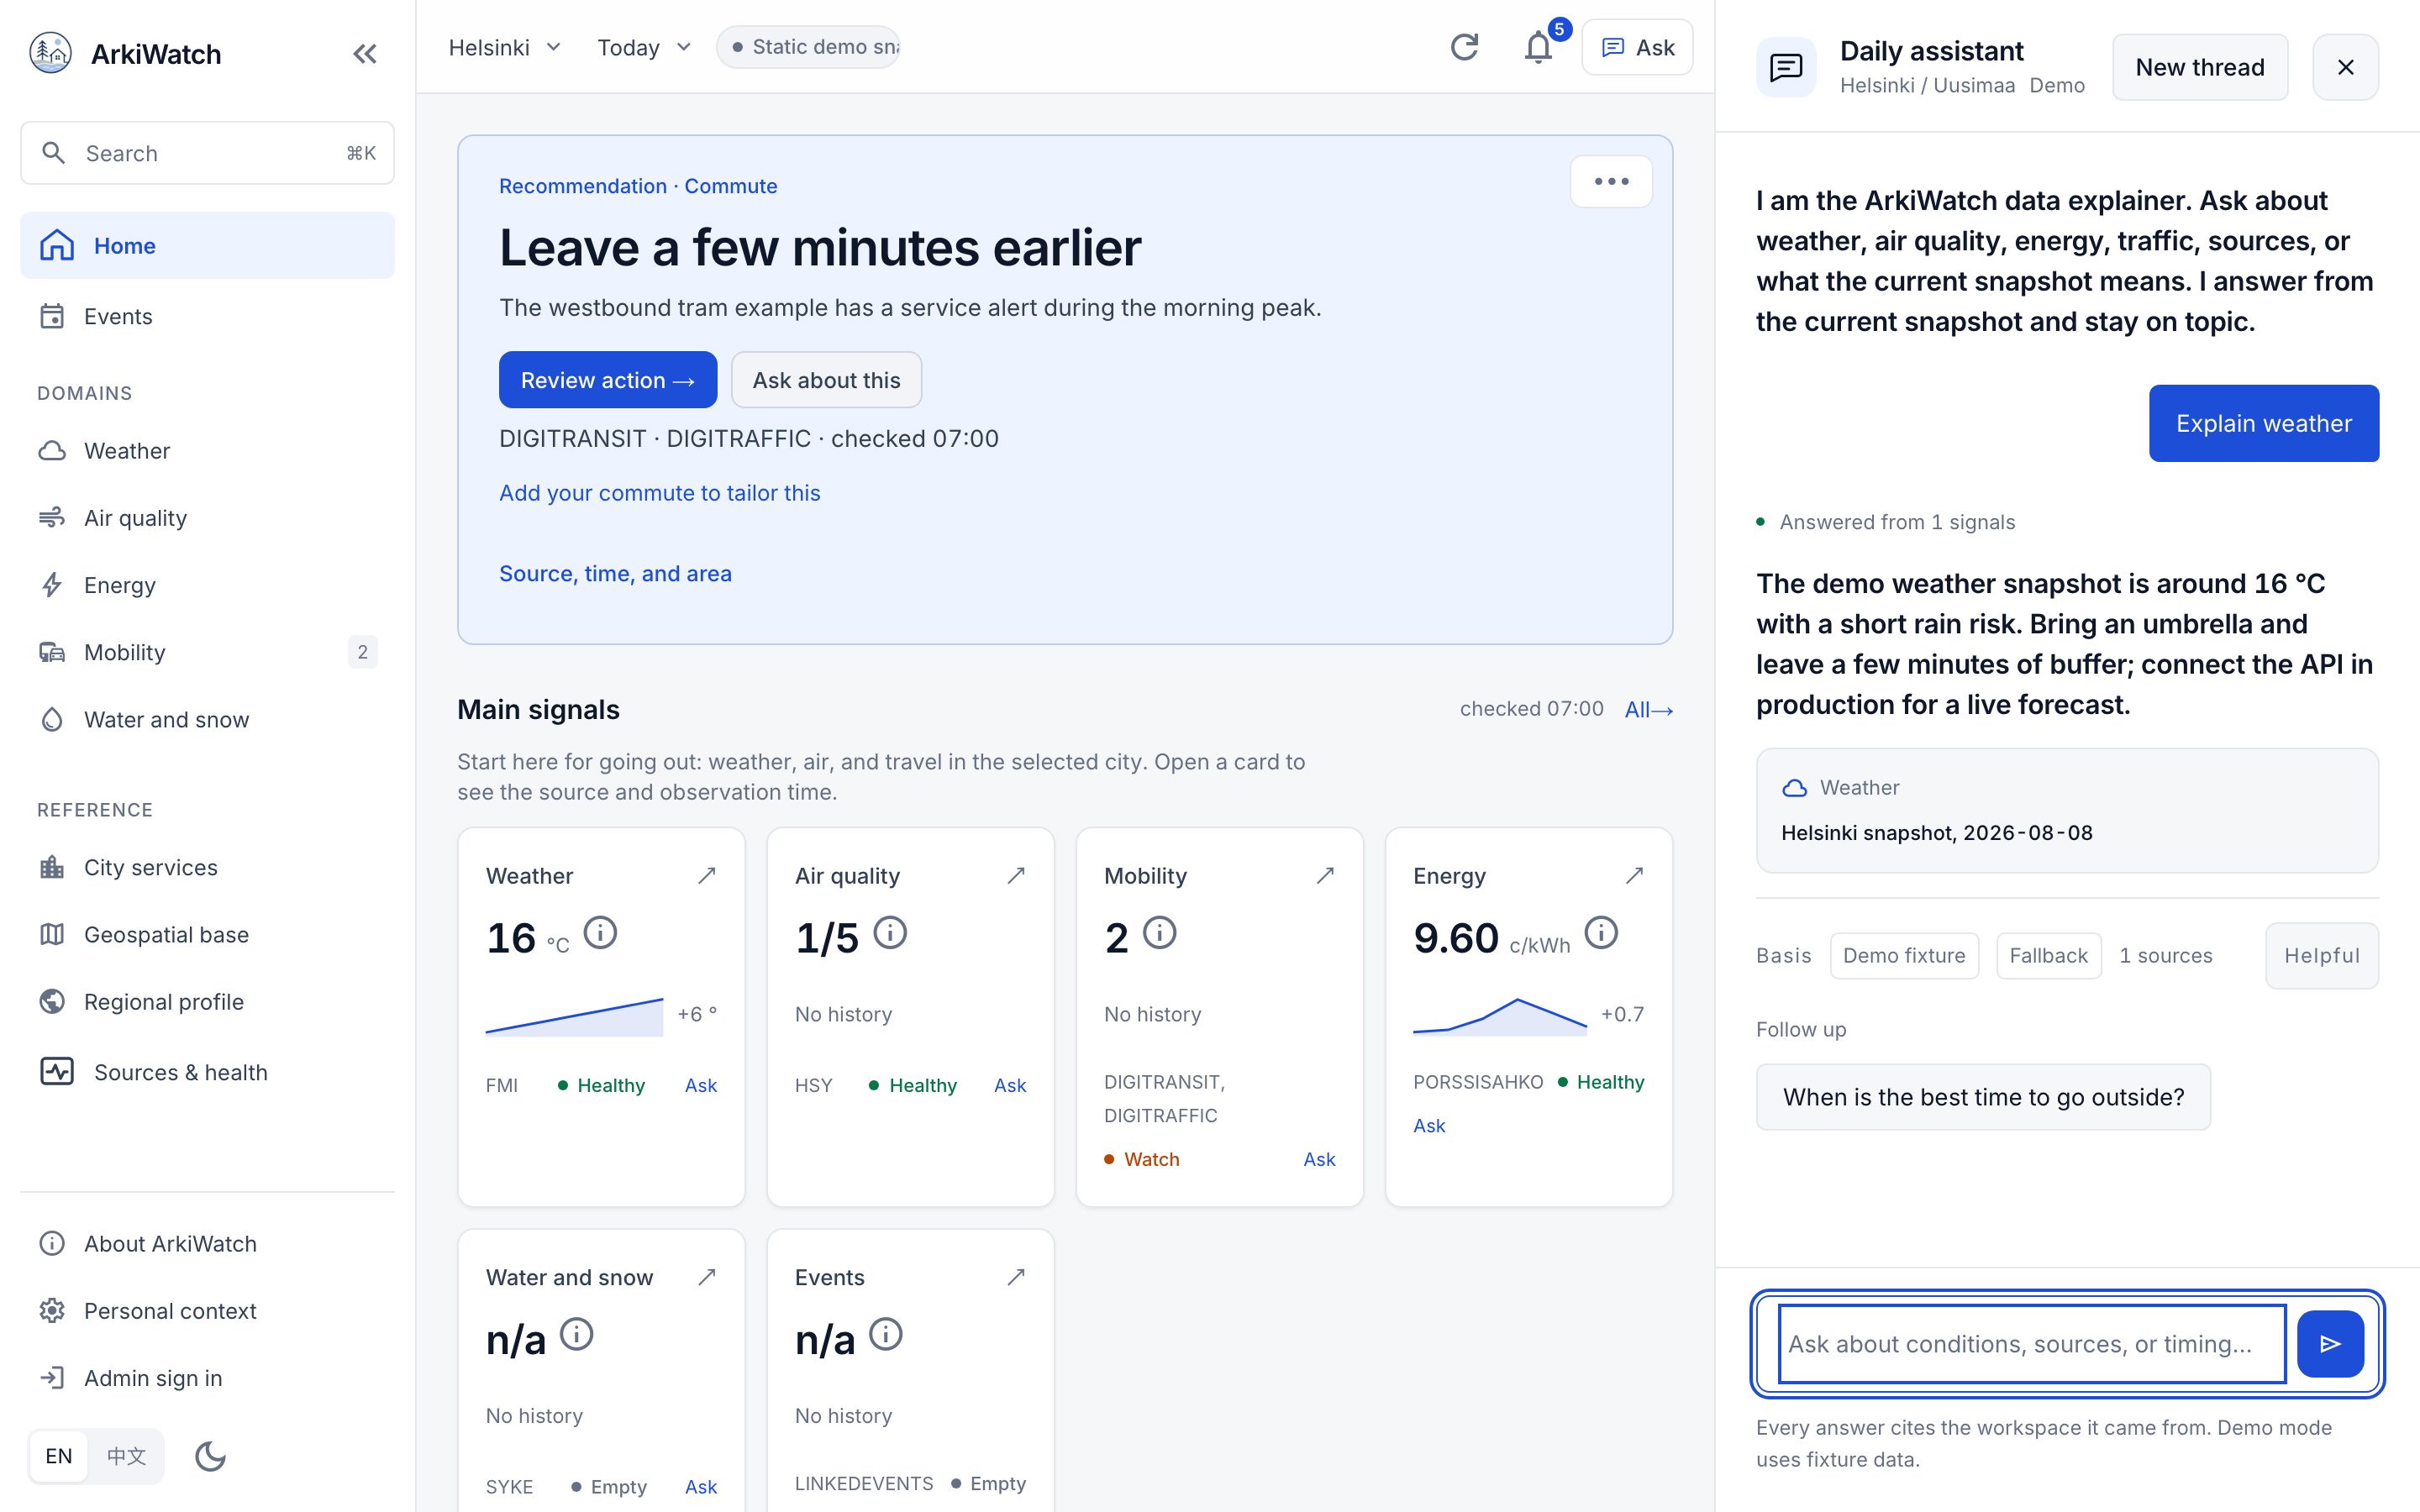 ArkiWatch
Search ⌘K
Home
Events
DOMAINS
Weather
Air quality
Energy
Mobility 2
Water and snow
REFERENCE
City services
Geospatial base
Regional profile
Sources & health
About ArkiWatch
Personal context
Admin sign in
EN 中文
Helsinki Today Static demo sna
5
Ask
Recommendation · Commute
Leave a few minutes earlier
The westbound tram example has a service alert during the morning peak.
Review action → Ask about this
DIGITRANSIT · DIGITRAFFIC · checked 07:00
Add your commute to tailor this
Source, time, and area
Main signals checked 07:00 All→
Start here for going out: weather, air, and travel in the selected city. Open a card to
see the source and observation time.
Weather
16 °C
+6 °
FMI Healthy Ask
Air quality
1/5
No history
HSY Healthy Ask
Mobility
2
No history
DIGITRANSIT,
DIGITRAFFIC
Watch Ask
Energy
9.60 c/kWh
+0.7
PORSSISAHKO Healthy
Ask
Water and snow
n/a
No history
SYKE Empty Ask
Events
n/a
No history
LINKEDEVENTS Empty
Daily assistant
Helsinki / Uusimaa Demo
New thread
I am the ArkiWatch data explainer. Ask about
weather, air quality, energy, traffic, sources, or
what the current snapshot means. I answer from
the current snapshot and stay on topic.
Explain weather
Answered from 1 signals
The demo weather snapshot is around 16 °C
with a short rain risk. Bring an umbrella and
leave a few minutes of buffer; connect the API in
production for a live forecast.
Weather
Helsinki snapshot, 2026-08-08
Basis Demo fixture Fallback 1 sources Helpful
Follow up
When is the best time to go outside?
Ask about conditions, sources, or timing...
Every answer cites the workspace it came from. Demo mode
uses fixture data.